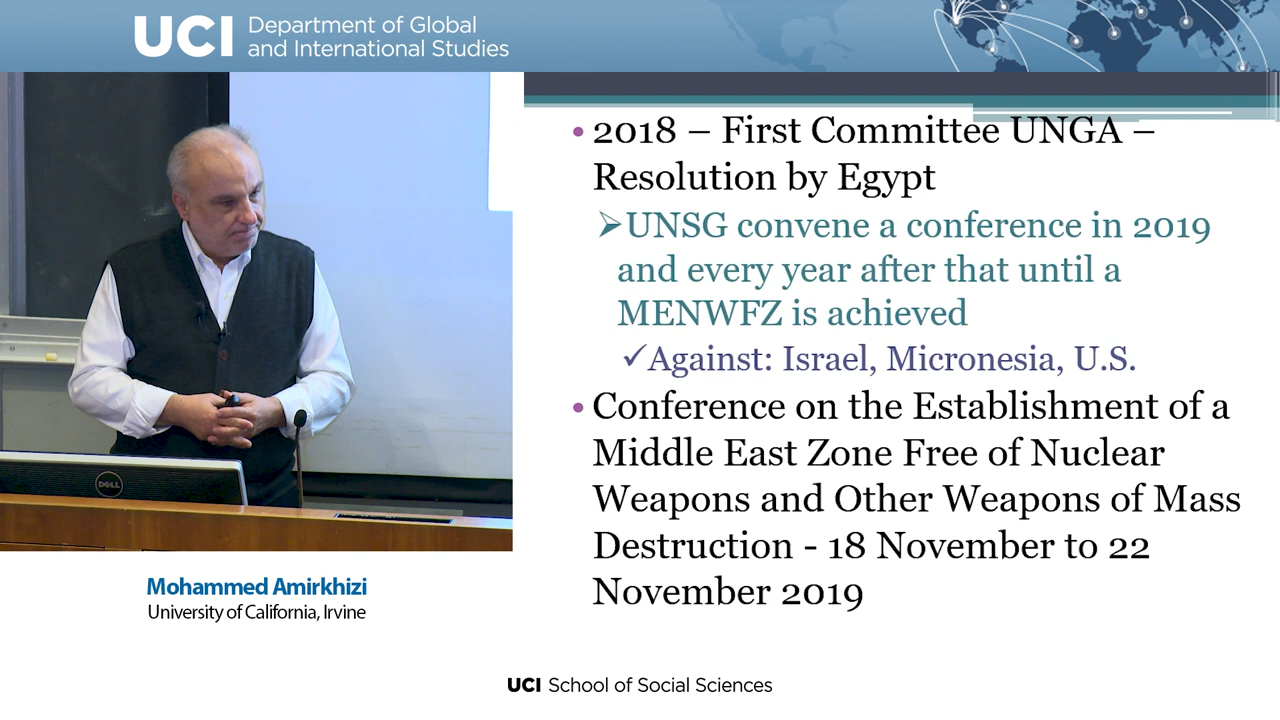 UCI Department of Global
and International Studies
• 2018 – First Committee UNGA –
Resolution by Egypt
➢UNSG convene a conference in 2019
and every year after that until a
MENWFZ is achieved
✓Against: Israel, Micronesia, U.S.
• Conference on the Establishment of a
Middle East Zone Free of Nuclear
Weapons and Other Weapons of Mass
Destruction - 18 November to 22
November 2019
DELL
Mohammed Amirkhizi
University of California, Irvine
UCI School of Social Sciences